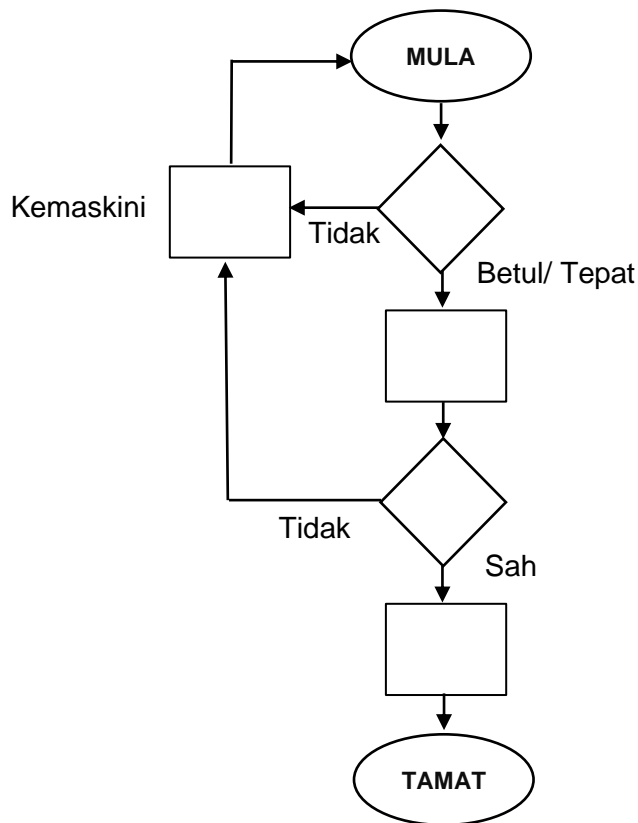 MULA
Kemaskini
Tidak
Betul/ Tepat
Tidak
Sah
TAMAT